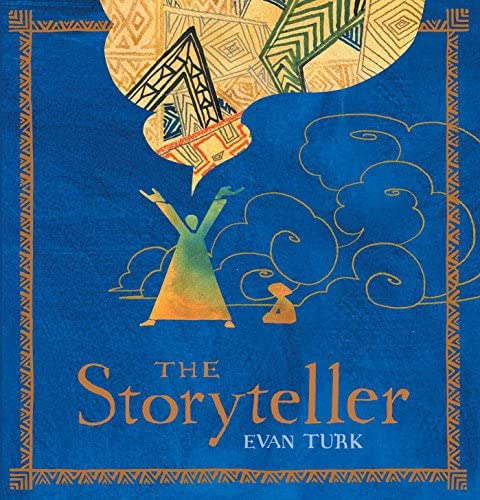 THE
Storyteller
EVAN TURK